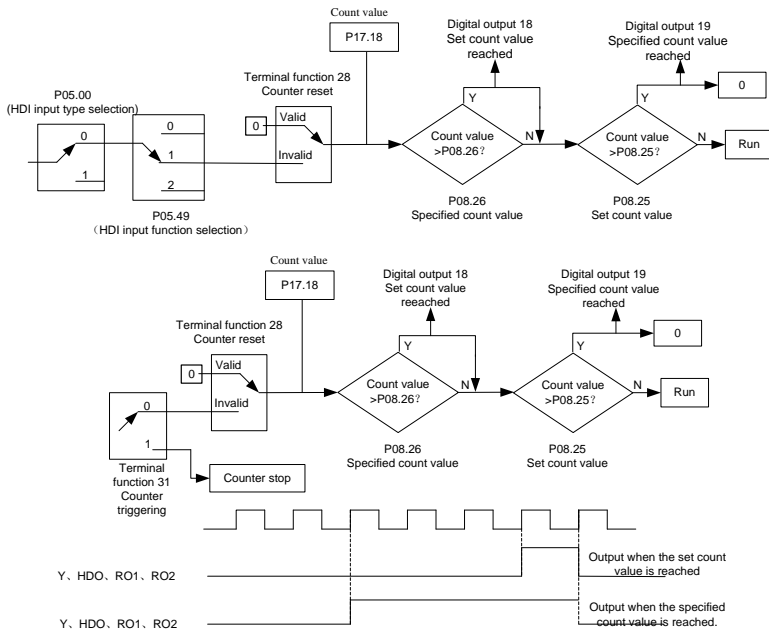 Count value
P17.18
Digital output 18
Set count value
reached
Digital output 19
Specified count value
reached
Terminal function 28
Counter reset
P05.00
(HDI input type selection)
0
1
0
1
2
P05.49
（HDI input function selection）
0
Valid
Invalid
Y
Count value
>P08.26？
N
P08.26
Specified count value
Y
0
Count value
>P08.25？
N
Run
P08.25
Set count value
Count value
P17.18
Digital output 18
Set count value
reeached
Digital output 19
Specified count value
reached
Terminal function 28
Counter reset
0
Valid
Invalid
Y
Count value
>P08.26？
N
P08.26
Specified count value
Y
0
Count value
>P08.25？
N
Run
P08.25
Set count value
0
1
Terminal
function 31
Counter
triggering
Counter stop
Y、HDO、RO1、RO2
Output when the set count
value is reached
Y、HDO、RO1、RO2
Output when the specified
count value is reached.